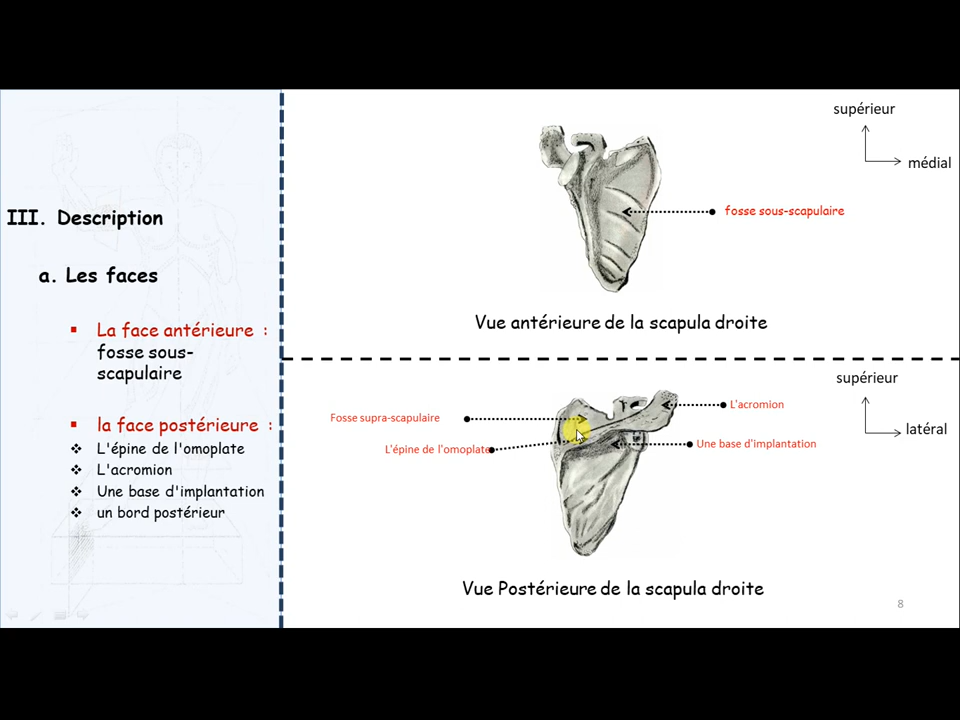 III. Description
a. Les faces
▪ La face antérieure :
fosse sous-
scapulaire
▪ la face postérieure :
❖ L'épine de l'omoplate
❖ L'acromion
❖ Une base d'implantation
❖ un bord postérieur
supérieur
médial
fosse sous-scapulaire
Vue antérieure de la scapula droite
supérieur
latéral
L'acromion
Fosse supra-scapulaire
Une base d'implantation
L'épine de l'omoplate
Vue Postérieure de la scapula droite
8